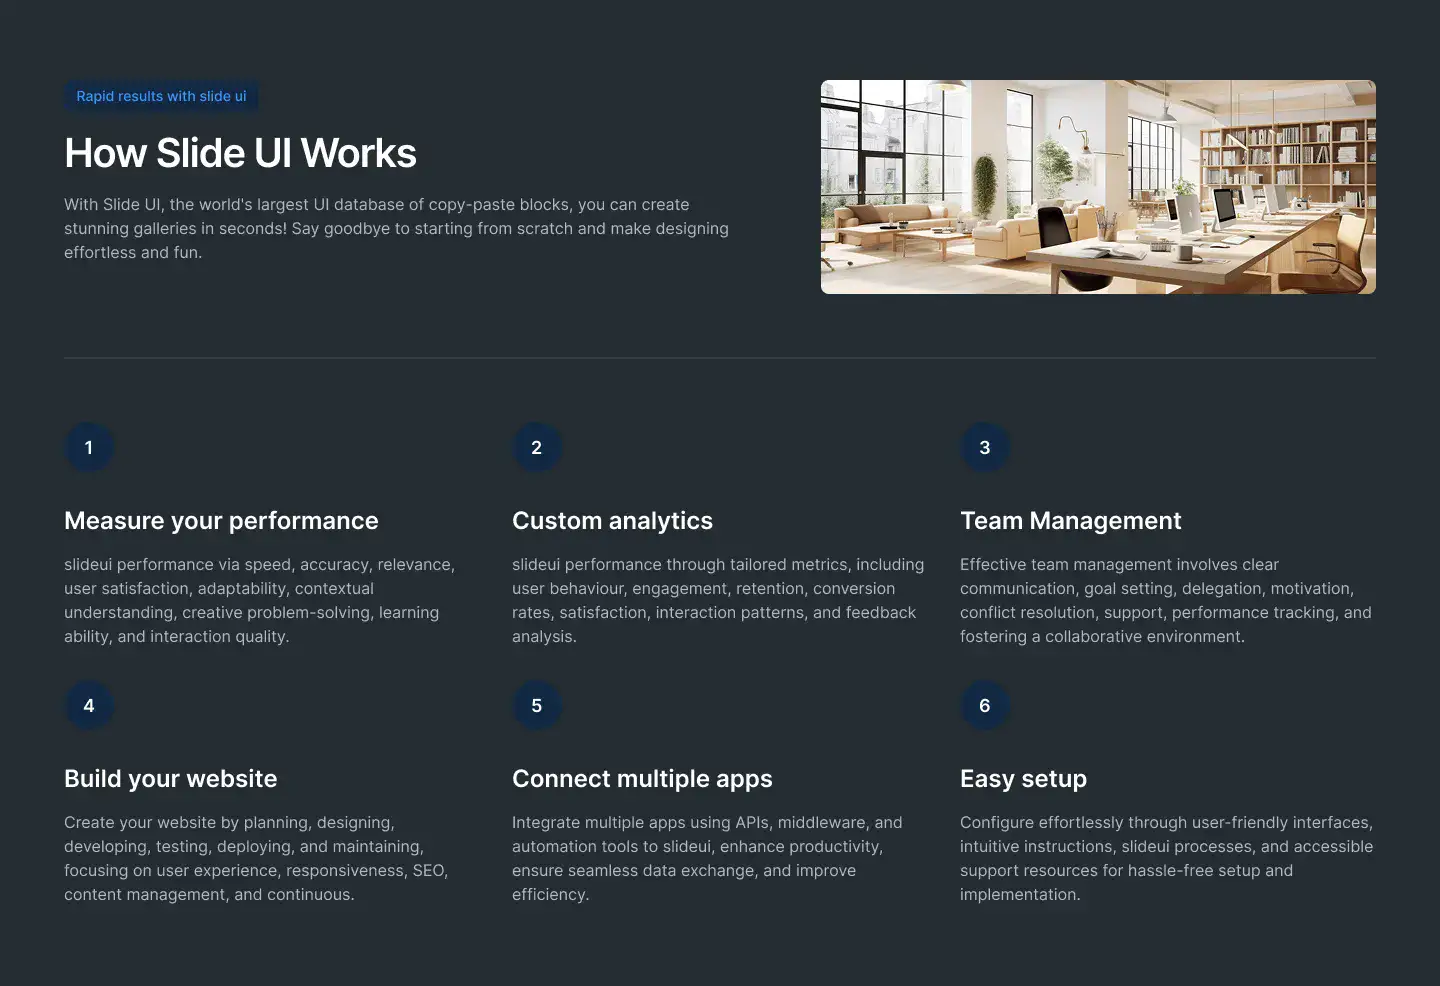 Rapid results with slide ui
How Slide UI Works
With Slide UI, the world's largest UI database of copy-paste blocks, you can create
stunning galleries in seconds! Say goodbye to starting from scratch and make designing
effortless and fun.
1
Measure your performance
slideui performance via speed, accuracy, relevance,
user satisfaction, adaptability, contextual
understanding, creative problem-solving, learning
ability, and interaction quality.
2
Custom analytics
slideui performance through tailored metrics, including
user behaviour, engagement, retention, conversion
rates, satisfaction, interaction patterns, and feedback
analysis.
3
Team Management
Effective team management involves clear
communication, goal setting, delegation, motivation,
conflict resolution, support, performance tracking, and
fostering a collaborative environment.
4
Build your website
Create your website by planning, designing,
developing, testing, deploying, and maintaining,
focusing on user experience, responsiveness, SEO,
content management, and continuous.
5
Connect multiple apps
Integrate multiple apps using APIs, middleware, and
automation tools to slideui, enhance productivity,
ensure seamless data exchange, and improve
efficiency.
6
Easy setup
Configure effortlessly through user-friendly interfaces,
intuitive instructions, slideui processes, and accessible
support resources for hassle-free setup and
implementation.